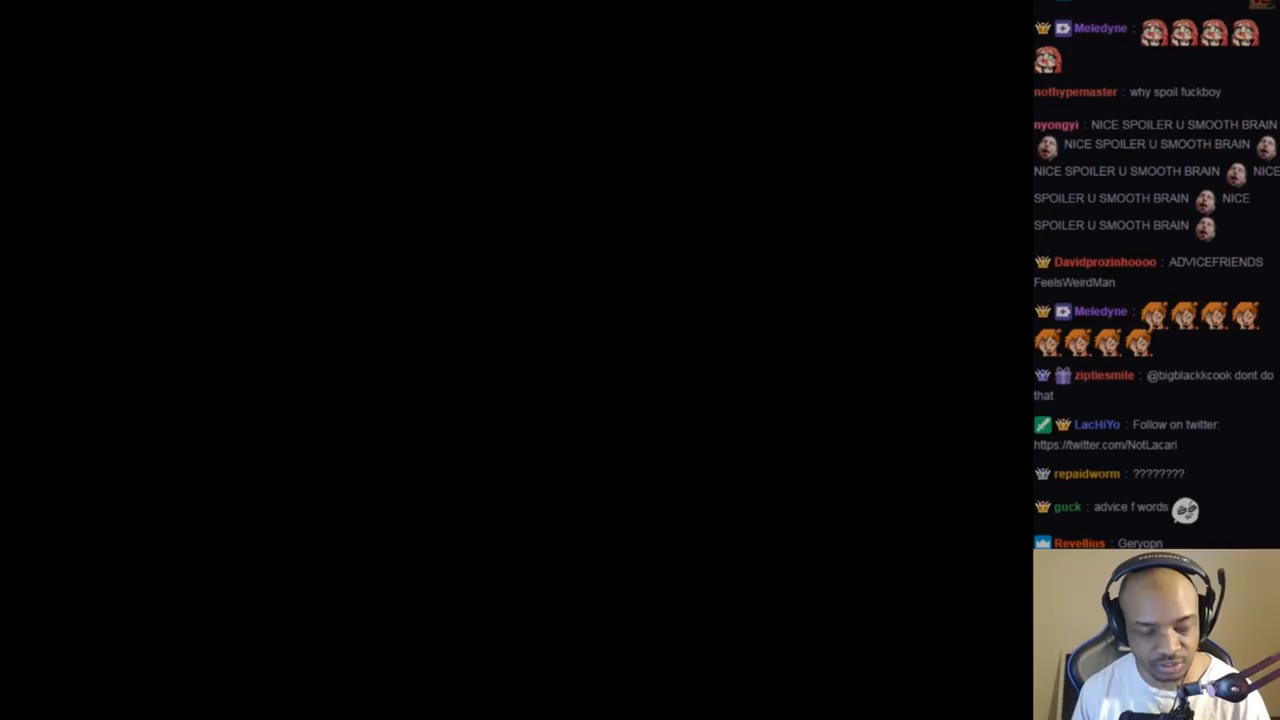 Meledyne :
nothypemaster : why spoil fuckboy
nyongyi : NICE SPOILER U SMOOTH BRAIN
NICE SPOILER U SMOOTH BRAIN
NICE SPOILER U SMOOTH BRAIN NICE
SPOILER U SMOOTH BRAIN NICE
SPOILER U SMOOTH BRAIN
Davidprozinhoooo : ADVICEFRIENDS
FeelsWeirdMan
Meledyne :
ziptiesmile : @bigblackkcook dont do
that
LacHiYo : Follow on twitter:
https://twitter.com/NotLacari
repaidworm : ????????
guck : advice f words
Revellius : Geryopn